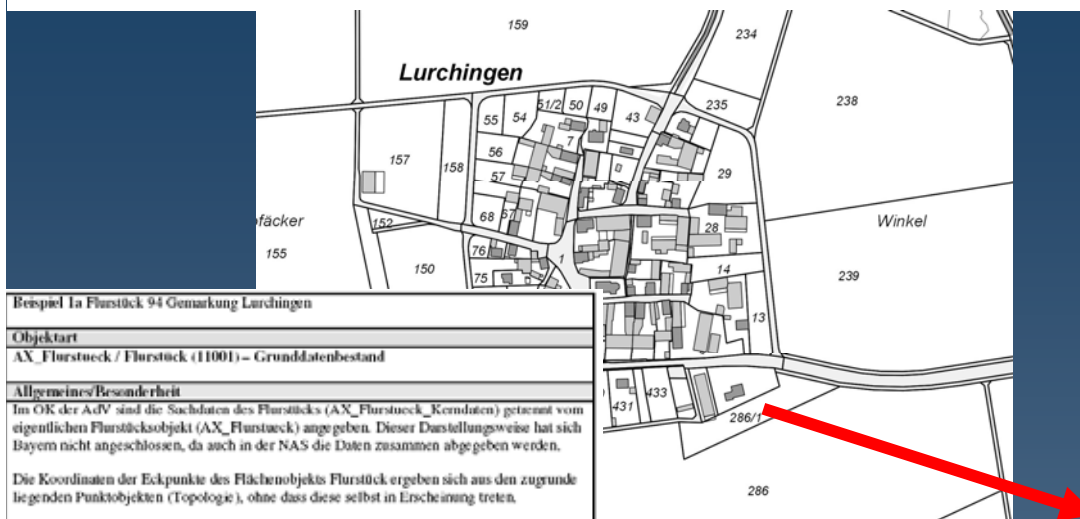 159
234
Lurchingen
238
51/2
50
49
43
235
55
54
7
157
158
56
57
29
152
68
67
28
Winkel
fäcker
155
76
1
150
75
14
239
13
Beispiel 1a Flurstück 94 Gemarkung Lurchingen
Objektart
AX_Flurstueck / Flurstück (11001) – Grunddatenbestand
Allgemeines/Besonderheit
Im OK der AdV sind die Sachdaten des Flurstücks (AX_Flurstueck_Kerndaten) getrennt vom
eigentlichen Flurstücksobjekt (AX_Flurstueck) angegeben. Dieser Darstellungsweise hat sich
Bayern nicht angeschlossen, da auch in der NAS die Daten zusammen abgegeben werden.
Die Koordinaten der Eckpunkte des Flächenobjekts Flurstück ergeben sich aus den zugrunde
liegenden Punktobjekten (Topologie), ohne dass diese selbst in Erscheinung treten.
431
433
286/1
286